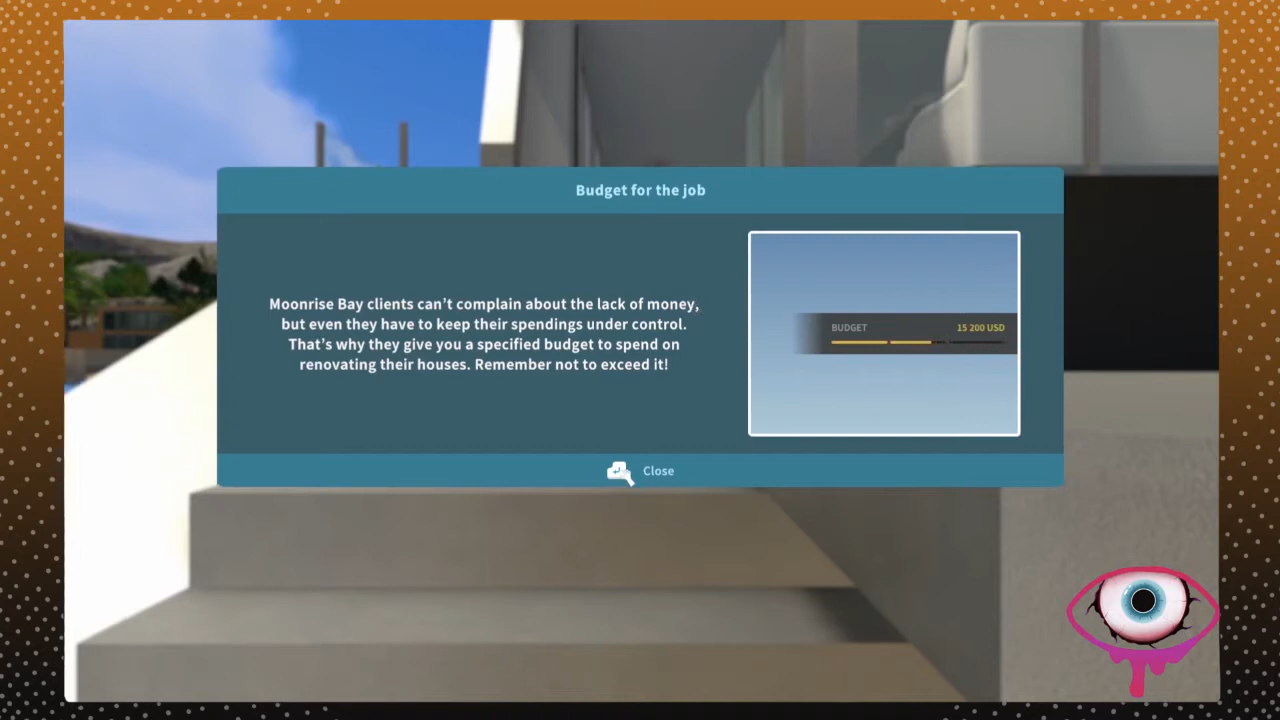 Budget for the job
Moonrise Bay clients can't complain about the lack of money,
but even they have to keep their spendings under control.
That's why they give you a specified budget to spend on
renovating their houses. Remember not to exceed it!
BUDGET 15 200 USD
Close